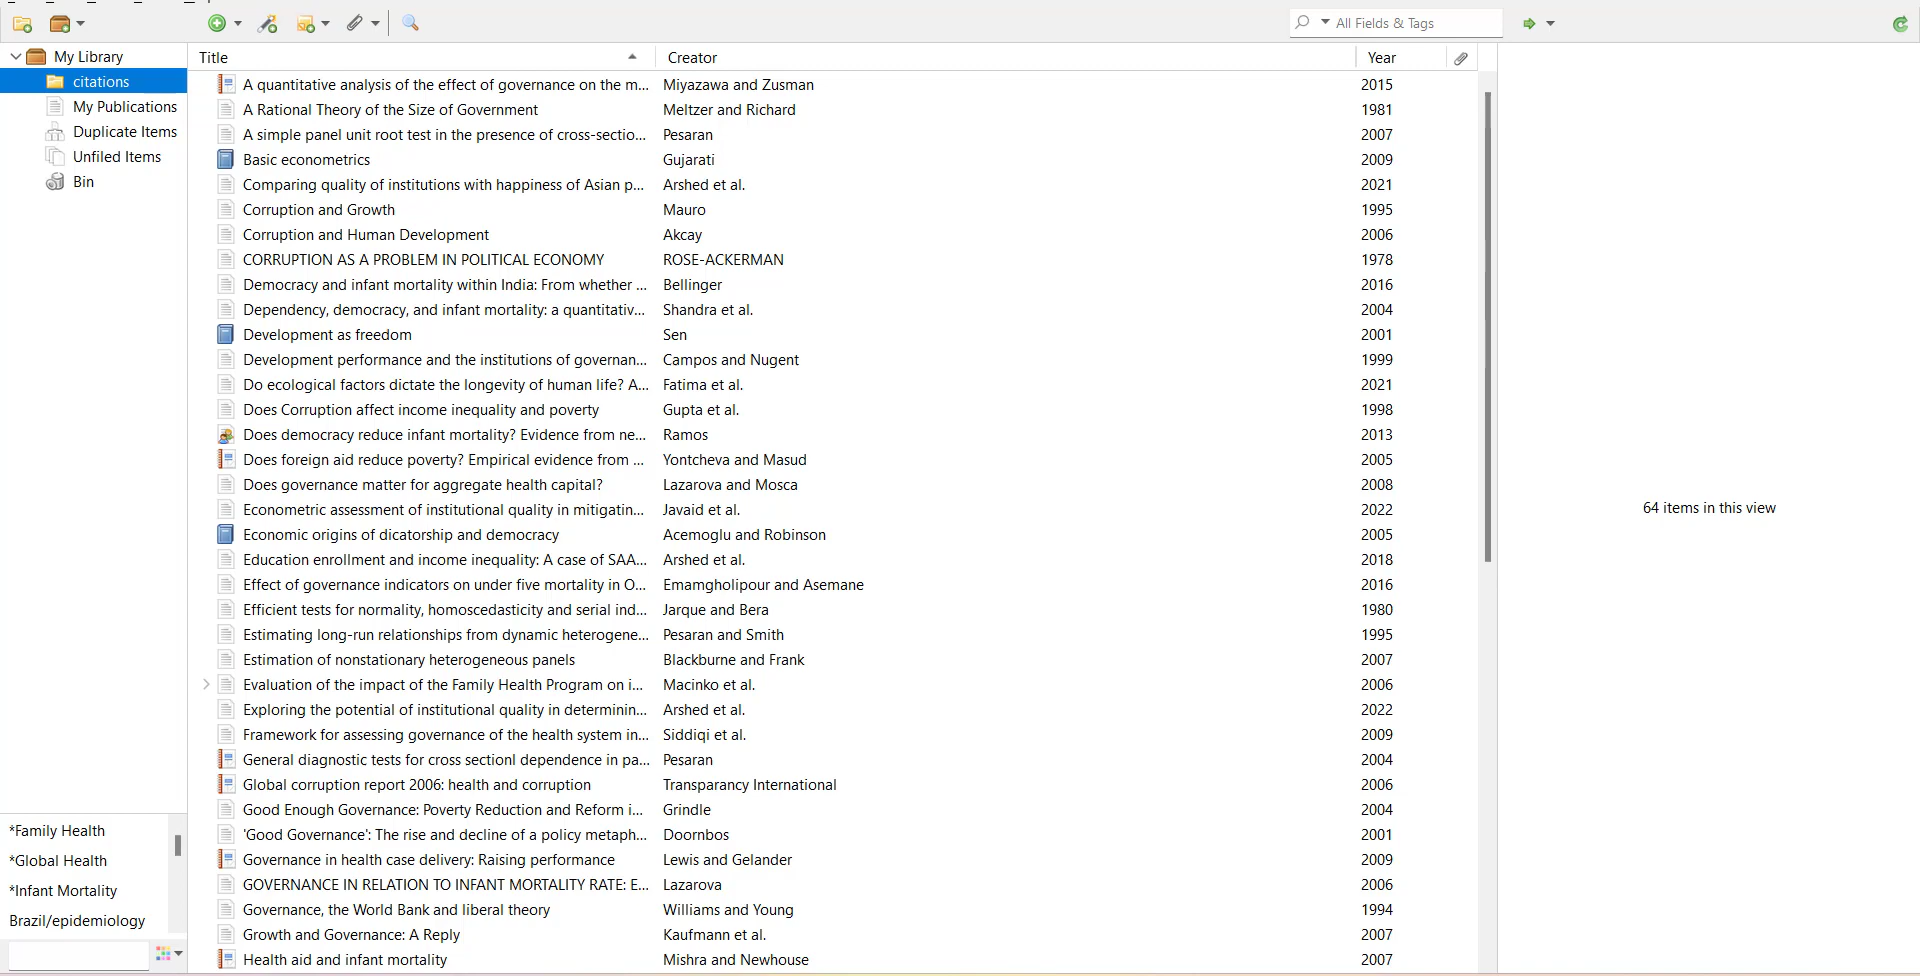 All Fields & Tags
My Library
citations
My Publications
Duplicate Items
Unfiled Items
Bin
Title Creator Year
A quantitative analysis of the effect of governance on the m... Miyazawa and Zusman 2015
A Rational Theory of the Size of Government Meltzer and Richard 1981
A simple panel unit root test in the presence of cross-sectio... Pesaran 2007
Basic econometrics Gujarati 2009
Comparing quality of institutions with happiness of Asian p... Arshed et al. 2021
Corruption and Growth Mauro 1995
Corruption and Human Development Akcay 2006
CORRUPTION AS A PROBLEM IN POLITICAL ECONOMY ROSE-ACKERMAN 1978
Democracy and infant mortality within India: From whether ... Bellinger 2016
Dependency, democracy, and infant mortality: a quantitativ... Shandra et al. 2004
Development as freedom Sen 2001
Development performance and the institutions of governan... Campos and Nugent 1999
Do ecological factors dictate the longevity of human life? A... Fatima et al. 2021
Does Corruption affect income inequality and poverty Gupta et al. 1998
Does democracy reduce infant mortality? Evidence from ne... Ramos 2013
Does foreign aid reduce poverty? Empirical evidence from ... Yontcheva and Masud 2005
Does governance matter for aggregate health capital? Lazarova and Mosca 2008
Econometric assessment of institutional quality in mitigatin... Javaid et al. 2022
Economic origins of dicatorship and democracy Acemoglu and Robinson 2005
Education enrollment and income inequality: A case of SAA... Arshed et al. 2018
Effect of governance indicators on under five mortality in O... Emamgholipour and Asemane 2016
Efficient tests for normality, homoscedasticity and serial ind... Jarque and Bera 1980
Estimating long-run relationships from dynamic heterogene... Pesaran and Smith 1995
Estimation of nonstationary heterogeneous panels Blackburne and Frank 2007
Evaluation of the impact of the Family Health Program on i... Macinko et al. 2006
Exploring the potential of institutional quality in determinin... Arshed et al. 2022
Framework for assessing governance of the health system in... Siddiqi et al. 2009
General diagnostic tests for cross sectionl dependence in pa... Pesaran 2004
Global corruption report 2006: health and corruption Transparancy International 2006
Good Enough Governance: Poverty Reduction and Reform i... Grindle 2004
'Good Governance': The rise and decline of a policy metaph... Doornbos 2001
Governance in health case delivery: Raising performance Lewis and Gelander 2009
GOVERNANCE IN RELATION TO INFANT MORTALITY RATE: E... Lazarova 2006
Governance, the World Bank and liberal theory Williams and Young 1994
Growth and Governance: A Reply Kaufmann et al. 2007
Health aid and infant mortality Mishra and Newhouse 2007
64 items in this view
*Family Health
*Global Health
*Infant Mortality
Brazil/epidemiology